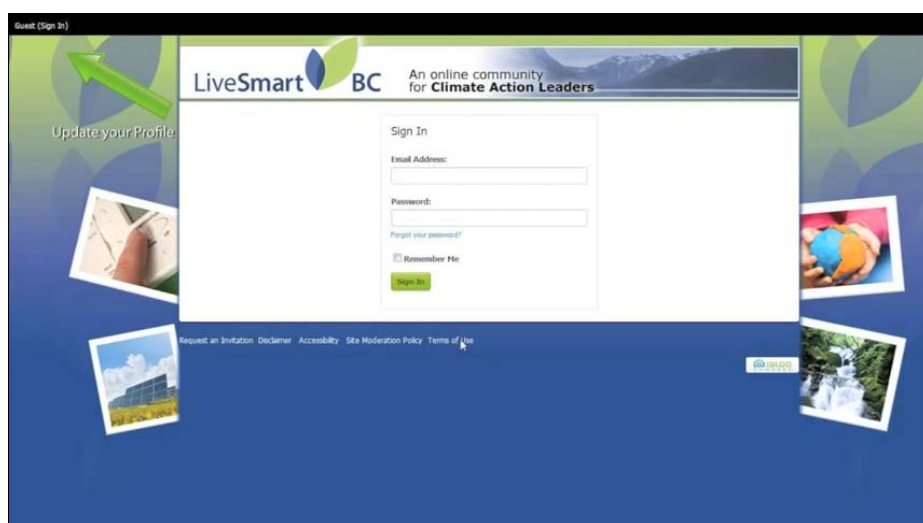 Guest (Sign In)
LiveSmart BC
An online community
for Climate Action Leaders
Update your Profile
Sign In
Email Address:
Password:
Forgot your password?
Remember Me
Sign In
Request an Invitation Disclaimer Accessibility Site Moderation Policy Terms of Use
IGLOO